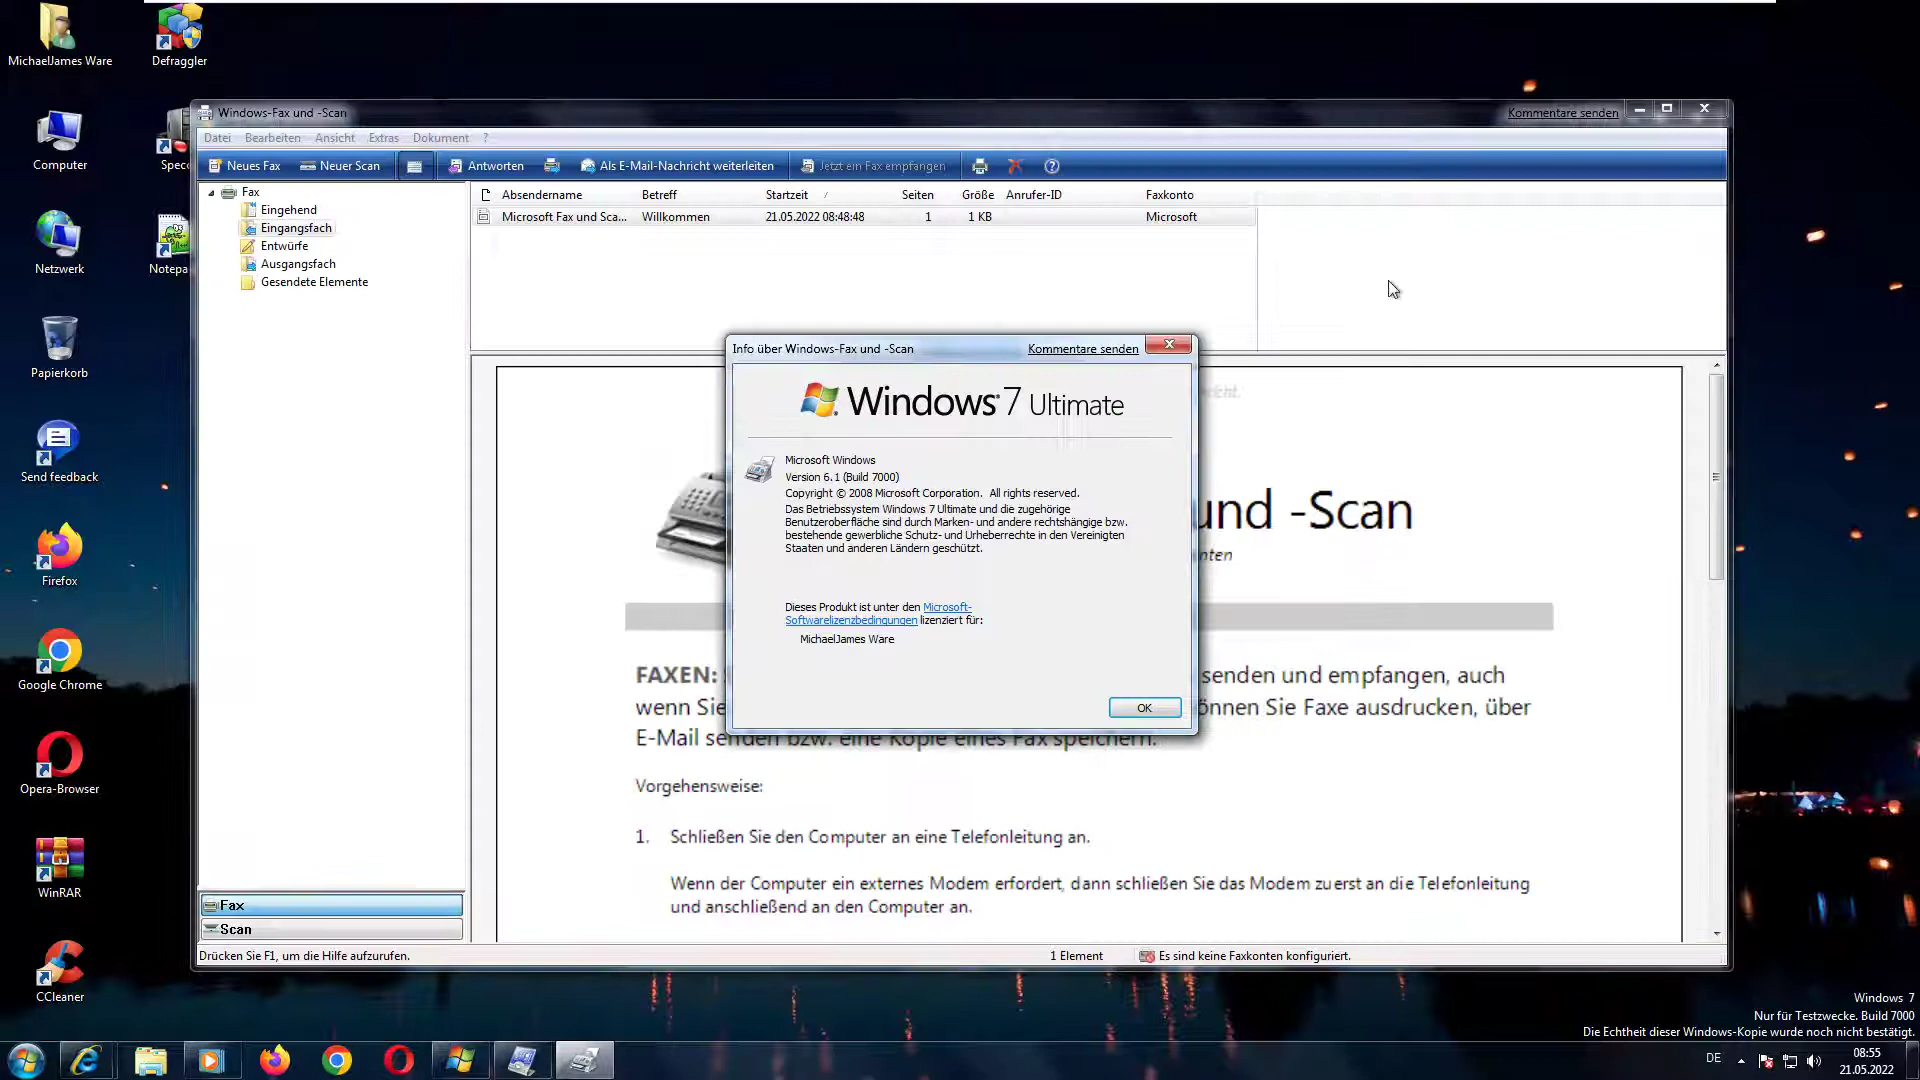 MichaelJames Ware
Defraggler
Computer
Netzwerk
Papierkorb
Send feedback
Firefox
Google Chrome
Opera-Browser
WinRAR
CCleaner
Windows-Fax und -Scan
Kommentare senden
Datei Bearbeiten Ansicht Extras Dokument ?
Neues Fax Neuer Scan Antworten Als E-Mail-Nachricht weiterleiten Jetzt ein Fax empfangen
Fax
Eingehend
Eingangsfach
Entwürfe
Ausgangsfach
Gesendete Elemente
Absendername Betreff Startzeit Seiten Größe Anrufer-ID Faxkonto
Microsoft Fax und Sca... Willkommen 21.05.2022 08:48:48 1 1 KB Microsoft
Info über Windows-Fax und -Scan Kommentare senden
Windows 7 Ultimate
Microsoft Windows
Version 6.1 (Build 7000)
Copyright © 2008 Microsoft Corporation. All rights reserved.
Das Betriebssystem Windows 7 Ultimate und die zugehörige
Benutzeroberfläche sind durch Marken- und andere rechtshängige bzw.
bestehende gewerbliche Schutz- und Urheberrechte in den Vereinigten
Staaten und anderen Ländern geschützt.
Dieses Produkt ist unter den Microsoft-
Softwarelizenzbedingungen lizenziert für:
MichaelJames Ware
OK
und -Scan
FAXEN: senden und empfangen, auch
wenn Sie können Sie Faxe ausdrucken, über
E-Mail senden bzw. eine Kopie eines Fax speichern.
Vorgehensweise:
1. Schließen Sie den Computer an eine Telefonleitung an.
Wenn der Computer ein externes Modem erfordert, dann schließen Sie das Modem zuerst an die Telefonleitung
und anschließend an den Computer an.
Fax
Scan
Drücken Sie F1, um die Hilfe aufzurufen.
1 Element
Es sind keine Faxkonten konfiguriert.
Windows 7
Nur für Testzwecke. Build 7000
Die Echtheit dieser Windows-Kopie wurde noch nicht bestätigt.
DE
08:55
21.05.2022